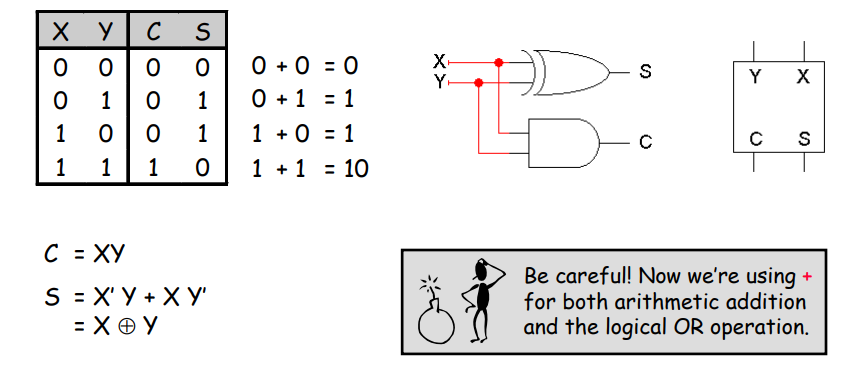 X Y C S
0 0 0 0
0 1 0 1
1 0 0 1
1 1 1 0
0 + 0 = 0
0 + 1 = 1
1 + 0 = 1
1 + 1 = 10
X
Y
S
C
Y X
C S
C = XY
S = X' Y + X Y'
= X ⊕ Y
Be careful! Now we're using +
for both arithmetic addition
and the logical OR operation.